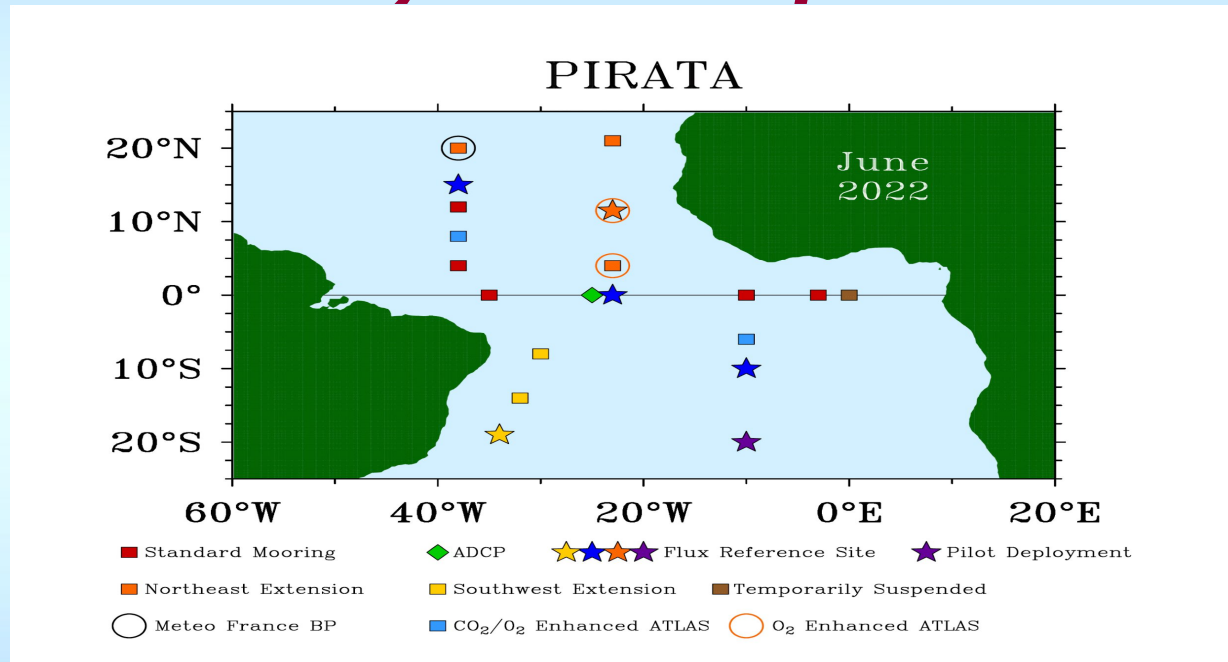 PIRATA
June
2022
20°N
10°N
0°
10°S
20°S
60°W 40°W 20°W 0°E 20°E
Standard Mooring ADCP Flux Reference Site Pilot Deployment
Northeast Extension Southwest Extension Temporarily Suspended
Meteo France BP CO₂/0₂ Enhanced ATLAS O₂ Enhanced ATLAS